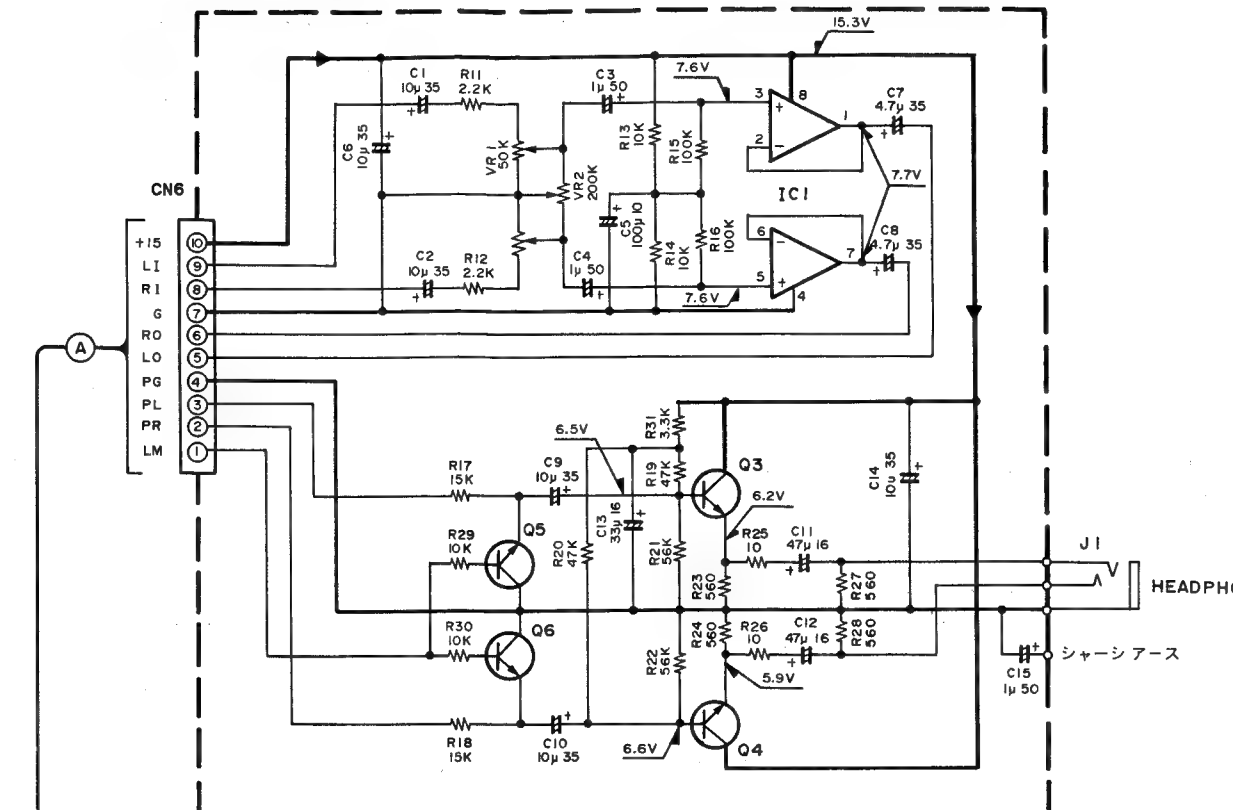 15.3V
7.6V
C1
10µ 35
R11
2.2K
C3
1µ 50
+
3
+
8
1
C7
4.7µ 35
+
2
−
C6
10µ 35
+
VR1
50K
VR2
200K
R13
10K
R15
100K
IC1
7.7V
CN6
+15
LI
RI
G
RO
LO
PG
PL
PR
LM
10
9
8
7
6
5
4
3
2
1
A
C5
100µ 10
+
R14
10K
R16
100K
6
−
7
C8
4.7µ 35
+
C2
10µ 35
+
R12
2.2K
C4
1µ 50
+
5
+
4
7.6V
R31
3.3K
6.5V
R17
15K
C9
10µ 35
+
R19
47K
Q3
6.2V
C14
10µ 35
+
Q5
R29
10K
R20
47K
C13
33µ 16
+
R21
56K
R25
10
C11
47µ 16
+
R23
560
R27
560
J1
HEADPH
R30
10K
Q6
R22
56K
R24
560
R26
10
C12
47µ 16
+
R28
560
5.9V
C15
1µ 50
+
シャーシ アース
R18
15K
C10
10µ 35
+
6.6V
Q4